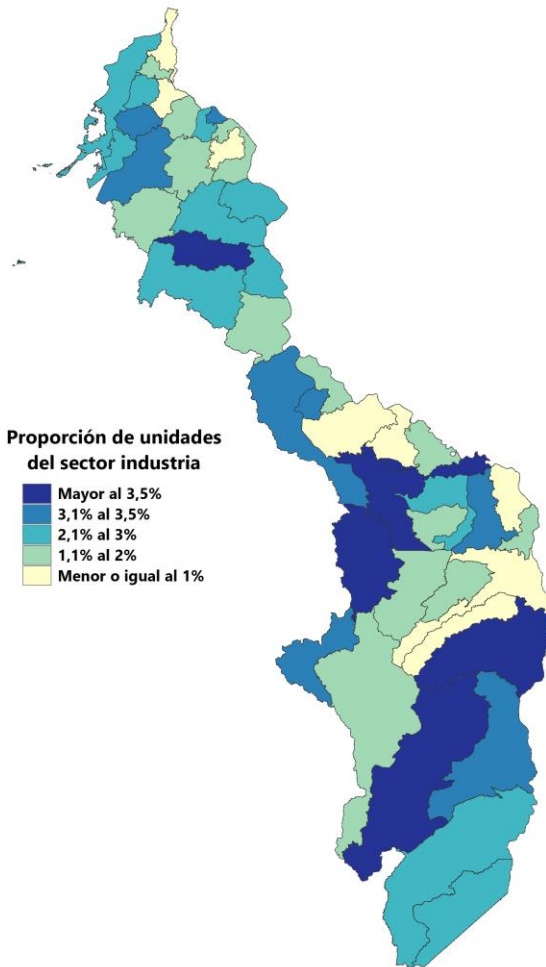 Proporción de unidades
del sector industria
Mayor al 3,5%
3,1% al 3,5%
2,1% al 3%
1,1% al 2%
Menor o igual al 1%